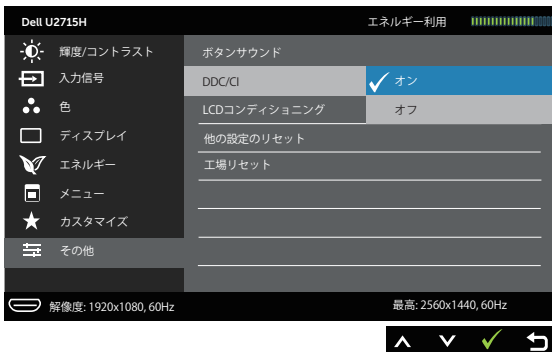 Dell U2715H エネルギー利用
輝度/コントラスト
入力信号
色
ディスプレイ
エネルギー
メニュー
カスタマイズ
その他
ボタンサウンド
DDC/CI
LCDコンディショニング
他の設定のリセット
工場リセット
オン
オフ
解像度: 1920x1080, 60Hz 最高: 2560x1440, 60Hz